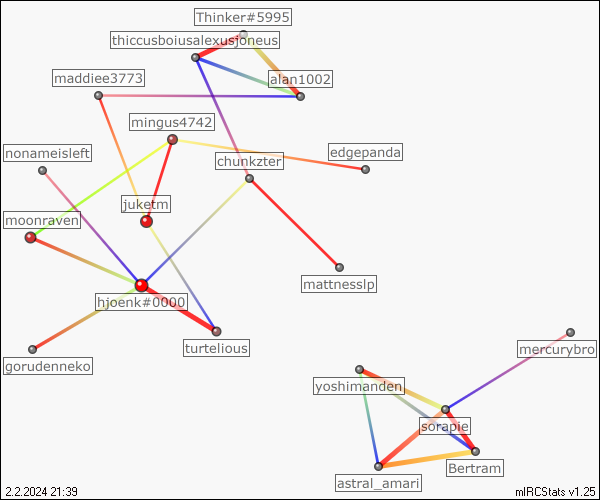 Thinker#5995
thiccusboiusalexusjoneus
maddiee3773
alan1002
mingus4742
nonameisleft
chunkzter
edgepanda
juketm
moonraven
mattnesslp
hjoenk#0000
turtelious
mercurybro
gorudenneko
yoshimanden
sorapie
Bertram
astral_amari
2.2.2024 21:39
mIRCStats v1.25